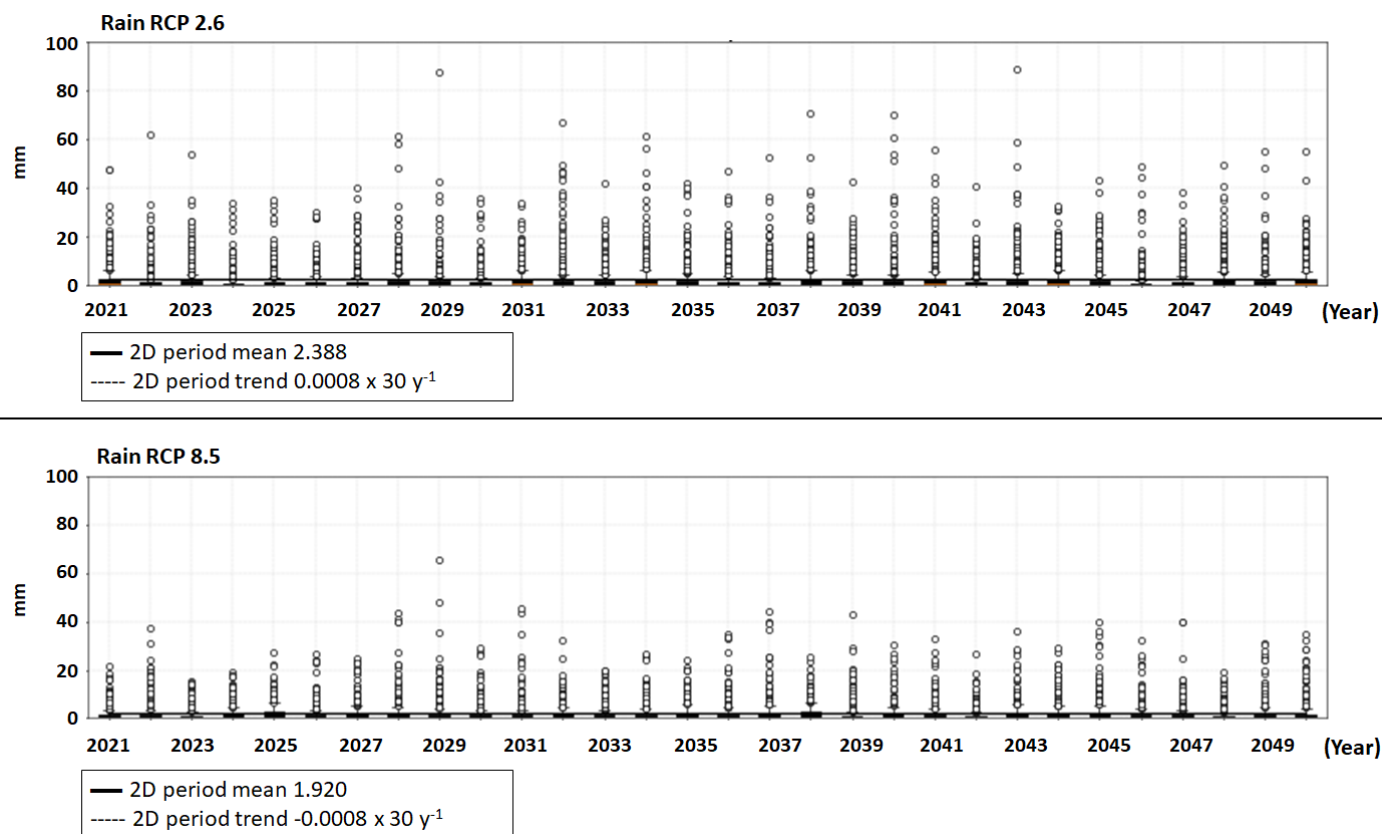 Rain RCP 2.6
100
80
60
40
20
0
mm
2021 2023 2025 2027 2029 2031 2033 2035 2037 2039 2041 2043 2045 2047 2049 (Year)
2D period mean 2.388
----- 2D period trend 0.0008 x 30 y⁻¹
Rain RCP 8.5
100
80
60
40
20
0
mm
2021 2023 2025 2027 2029 2031 2033 2035 2037 2039 2041 2043 2045 2047 2049 (Year)
2D period mean 1.920
----- 2D period trend -0.0008 x 30 y⁻¹